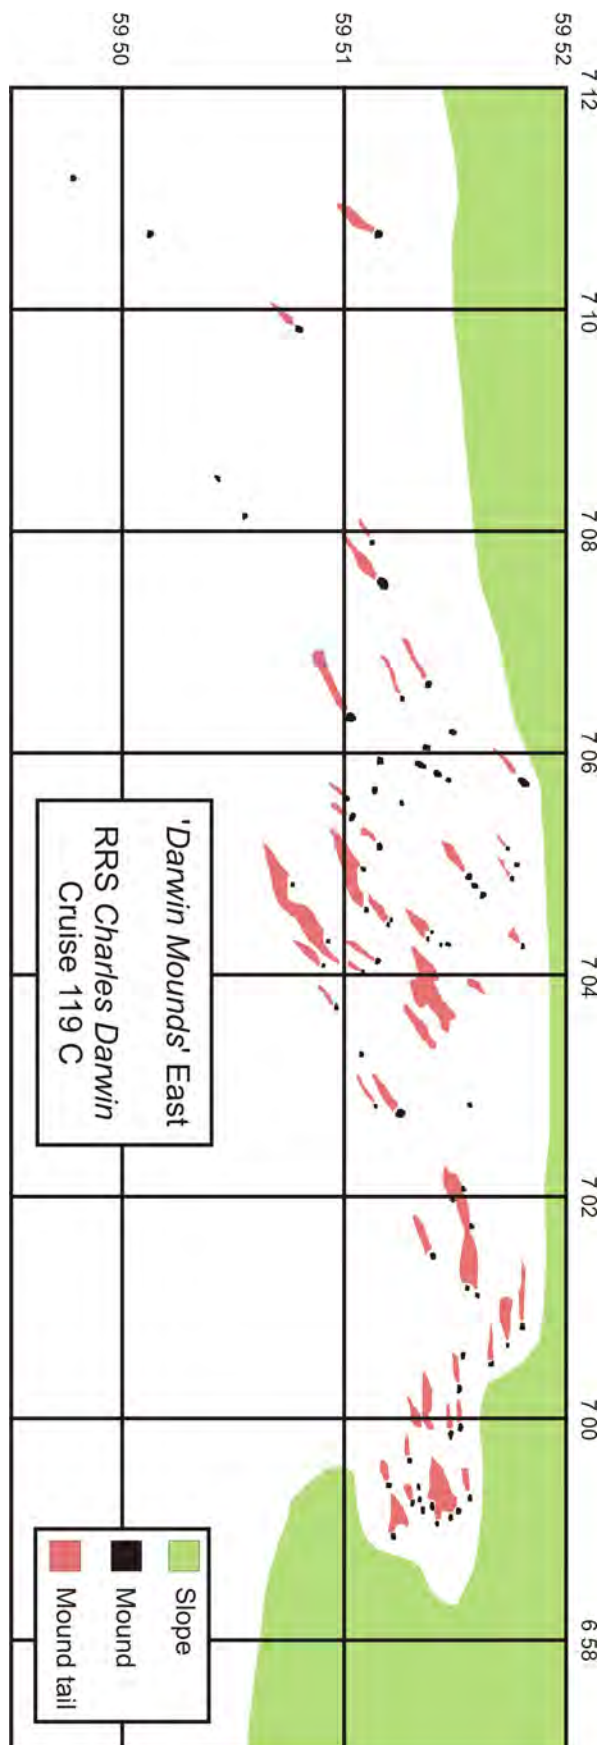 59 52
59 51
59 50
7 12
7 10
7 08
7 06
7 04
7 02
7 00
6 58
'Darwin Mounds' East
RRS Charles Darwin
Cruise 119 C
Slope
Mound
Mound tail